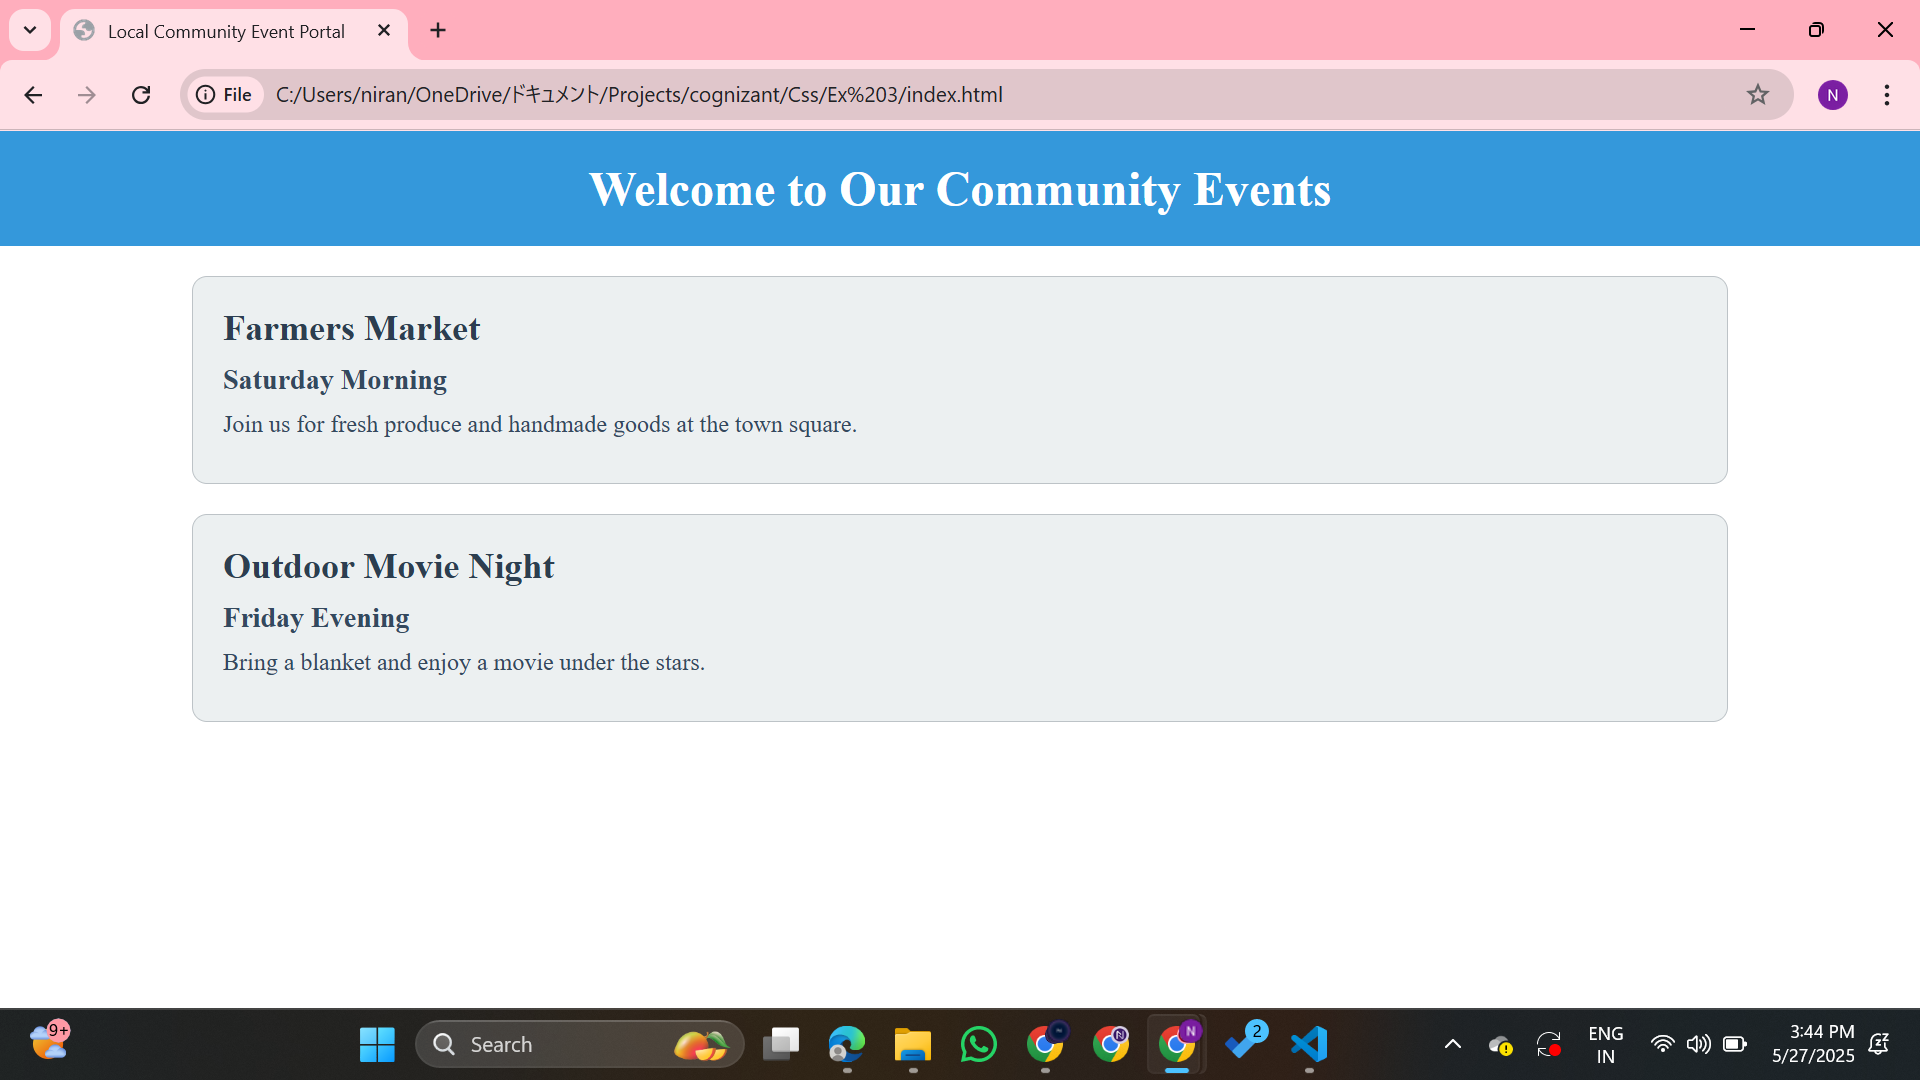 Local Community Event Portal
File
C:/Users/niran/OneDrive/ドキュメント/Projects/cognizant/Css/Ex%203/index.html
N
Welcome to Our Community Events
Farmers Market
Saturday Morning
Join us for fresh produce and handmade goods at the town square.
Outdoor Movie Night
Friday Evening
Bring a blanket and enjoy a movie under the stars.
9+
Search
N
N
2
ENG
IN
3:44 PM
5/27/2025